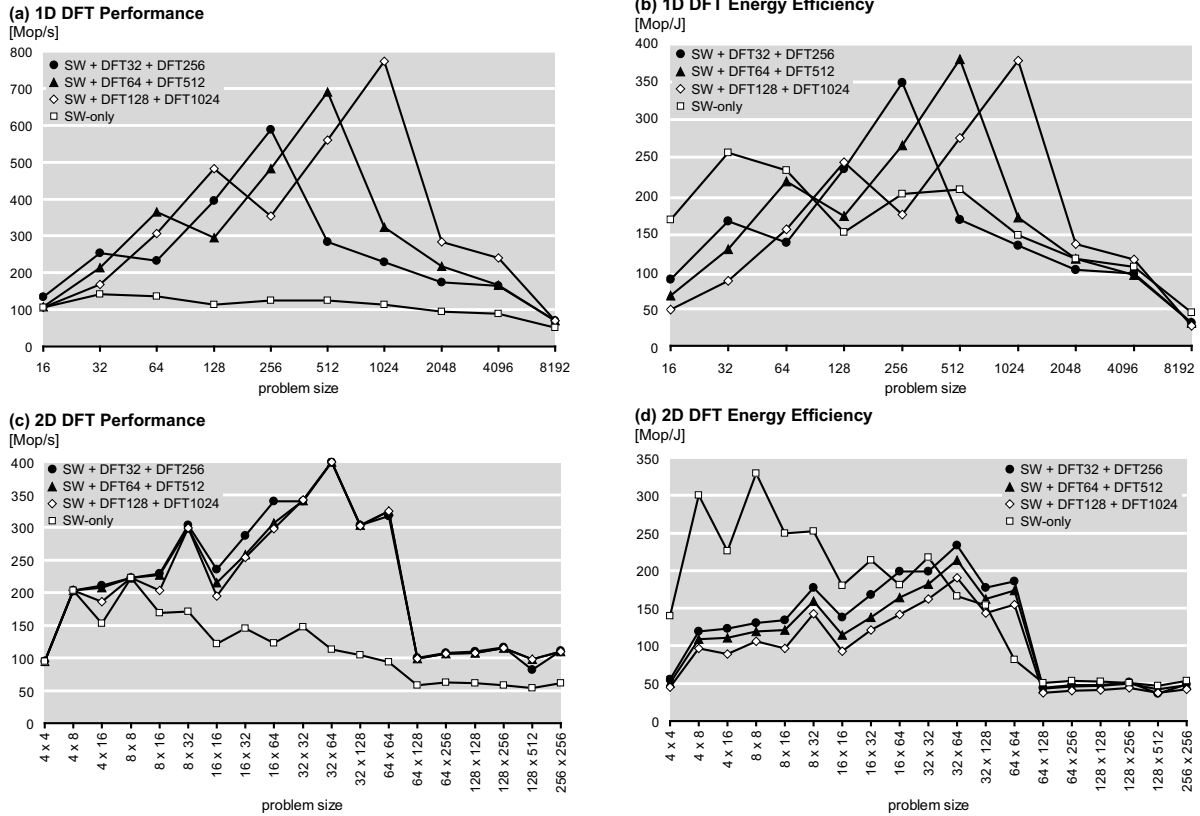 (a) 1D DFT Performance
[Mop/s]
800
700
600
500
400
300
200
100
0
SW + DFT32 + DFT256
SW + DFT64 + DFT512
SW + DFT128 + DFT1024
SW-only
16 32 64 128 256 512 1024 2048 4096 8192
problem size
(b) 1D DFT Energy Efficiency
[Mop/J]
400
350
300
250
200
150
100
50
0
SW + DFT32 + DFT256
SW + DFT64 + DFT512
SW + DFT128 + DFT1024
SW-only
16 32 64 128 256 512 1024 2048 4096 8192
problem size
(c) 2D DFT Performance
[Mop/s]
400
350
300
250
200
150
100
50
0
SW + DFT32 + DFT256
SW + DFT64 + DFT512
SW + DFT128 + DFT1024
SW-only
4 x 4
4 x 8
4 x 16
8 x 8
8 x 16
8 x 32
16 x 16
16 x 32
16 x 64
32 x 32
32 x 64
32 x 128
64 x 64
64 x 128
64 x 256
128 x 128
128 x 256
128 x 512
256 x 256
problem size
(d) 2D DFT Energy Efficiency
[Mop/J]
350
300
250
200
150
100
50
0
SW + DFT32 + DFT256
SW + DFT64 + DFT512
SW + DFT128 + DFT1024
SW-only
4 x 4
4 x 8
4 x 16
8 x 8
8 x 16
8 x 32
16 x 16
16 x 32
16 x 64
32 x 32
32 x 64
32 x 128
64 x 64
64 x 128
64 x 256
128 x 128
128 x 256
128 x 512
256 x 256
problem size